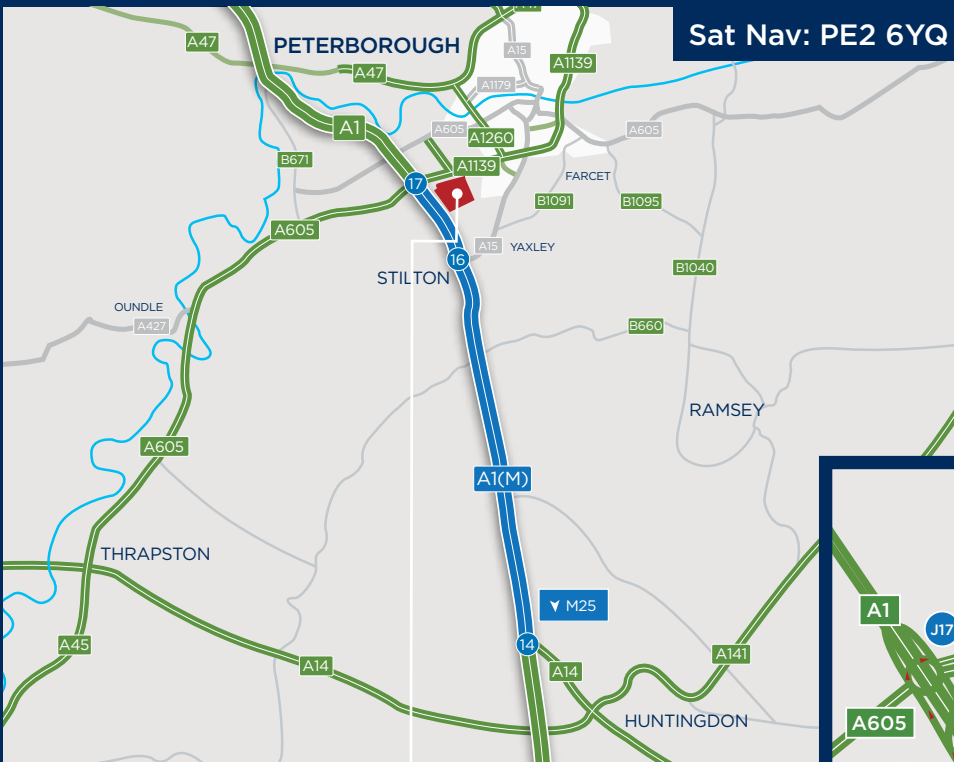 Sat Nav: PE2 6YQ
A47
PETERBOROUGH
A15
A47
A1139
A1179
A1
A605
A1260
A605
B671
A1139
17
FARCET
B1091
B1095
A605
A15
YAXLEY
16
STILTON
B1040
OUNDLE
A427
B660
RAMSEY
A605
A1(M)
THRAPSTON
M25
A1
J17
14
A45
A14
A14
A141
HUNTINGDON
A605